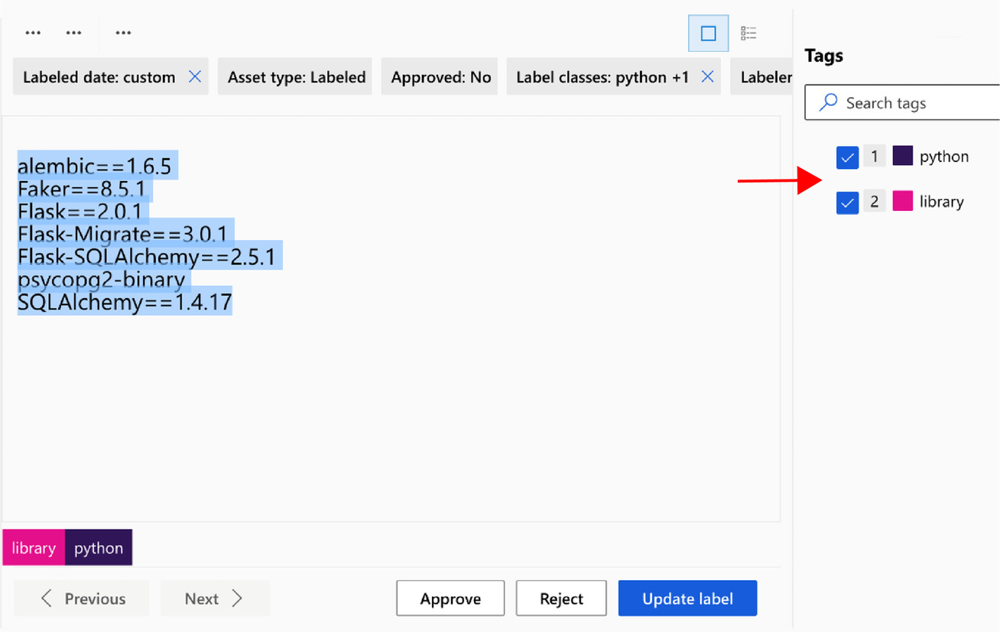 ... ... ...
Labeled date: custom Asset type: Labeled Approved: No Label classes: python +1 Labeler
alembic==1.6.5
Faker==8.5.1
Flask==2.0.1
Flask-Migrate==3.0.1
Flask-SQLAlchemy==2.5.1
psycopg2-binary
SQLAlchemy==1.4.17
library python
Previous Next Approve Reject Update label
Tags
Search tags
1 python
2 library